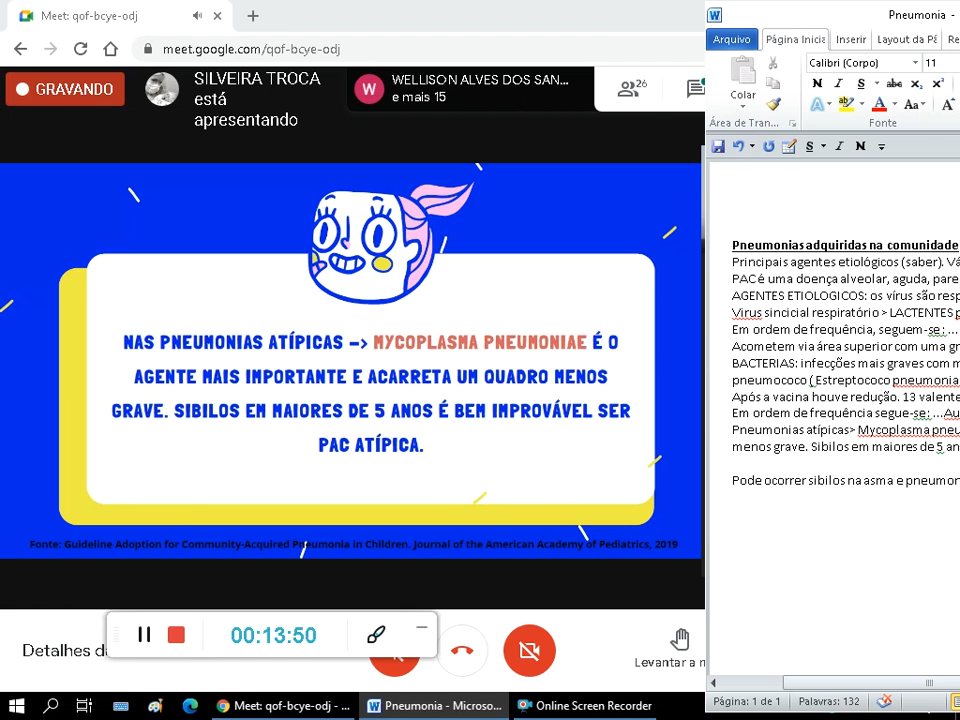 Meet: qof-bcye-odj
meet.google.com/qof-bcye-odj
GRAVANDO
SILVEIRA TROCA
está
apresentando
W
WELLISON ALVES DOS SAN...
e mais 15
26
NAS PNEUMONIAS ATÍPICAS –> MYCOPLASMA PNEUMONIAE É O
AGENTE MAIS IMPORTANTE E ACARRETA UM QUADRO MENOS
GRAVE. SIBILOS EM MAIORES DE 5 ANOS É BEM IMPROVÁVEL SER
PAC ATÍPICA.
Fonte: Guideline Adoption for Community-Acquired Pneumonia in Children. Journal of the American Academy of Pediatrics, 2019
00:13:50
Detalhes da
Levantar a m
Pneumonia -
Arquivo
Página Inicia
Inserir
Layout da Pá
Re
Calibri (Corpo)
11
Colar
N I S abc x₂ x²
Área de Tran...
Fonte
Pneumonias adquiridas na comunidade
Principais agentes etiológicos (saber). Vá
PAC é uma doença alveolar, aguda, pare
AGENTES ETIOLOGICOS: os vírus são resp
Virus sincicial respiratório > LACTENTES p
Em ordem de frequência, seguem-se: ...
Acometem via área superior com uma gr
BACTERIAS: infecções mais graves com m
pneumococo ( Estreptococo pneumonia
Após a vacina houve redução. 13 valente
Em ordem de frequência segue-se: ...Au
Pneumonias atípicas> Mycoplasma pneu
menos grave. Sibilos em maiores de 5 an
Pode ocorrer sibilos na asma e pneumon
Página: 1 de 1
Palavras: 132
Meet: qof-bcye-odj - ...
Pneumonia - Microso...
Online Screen Recorder